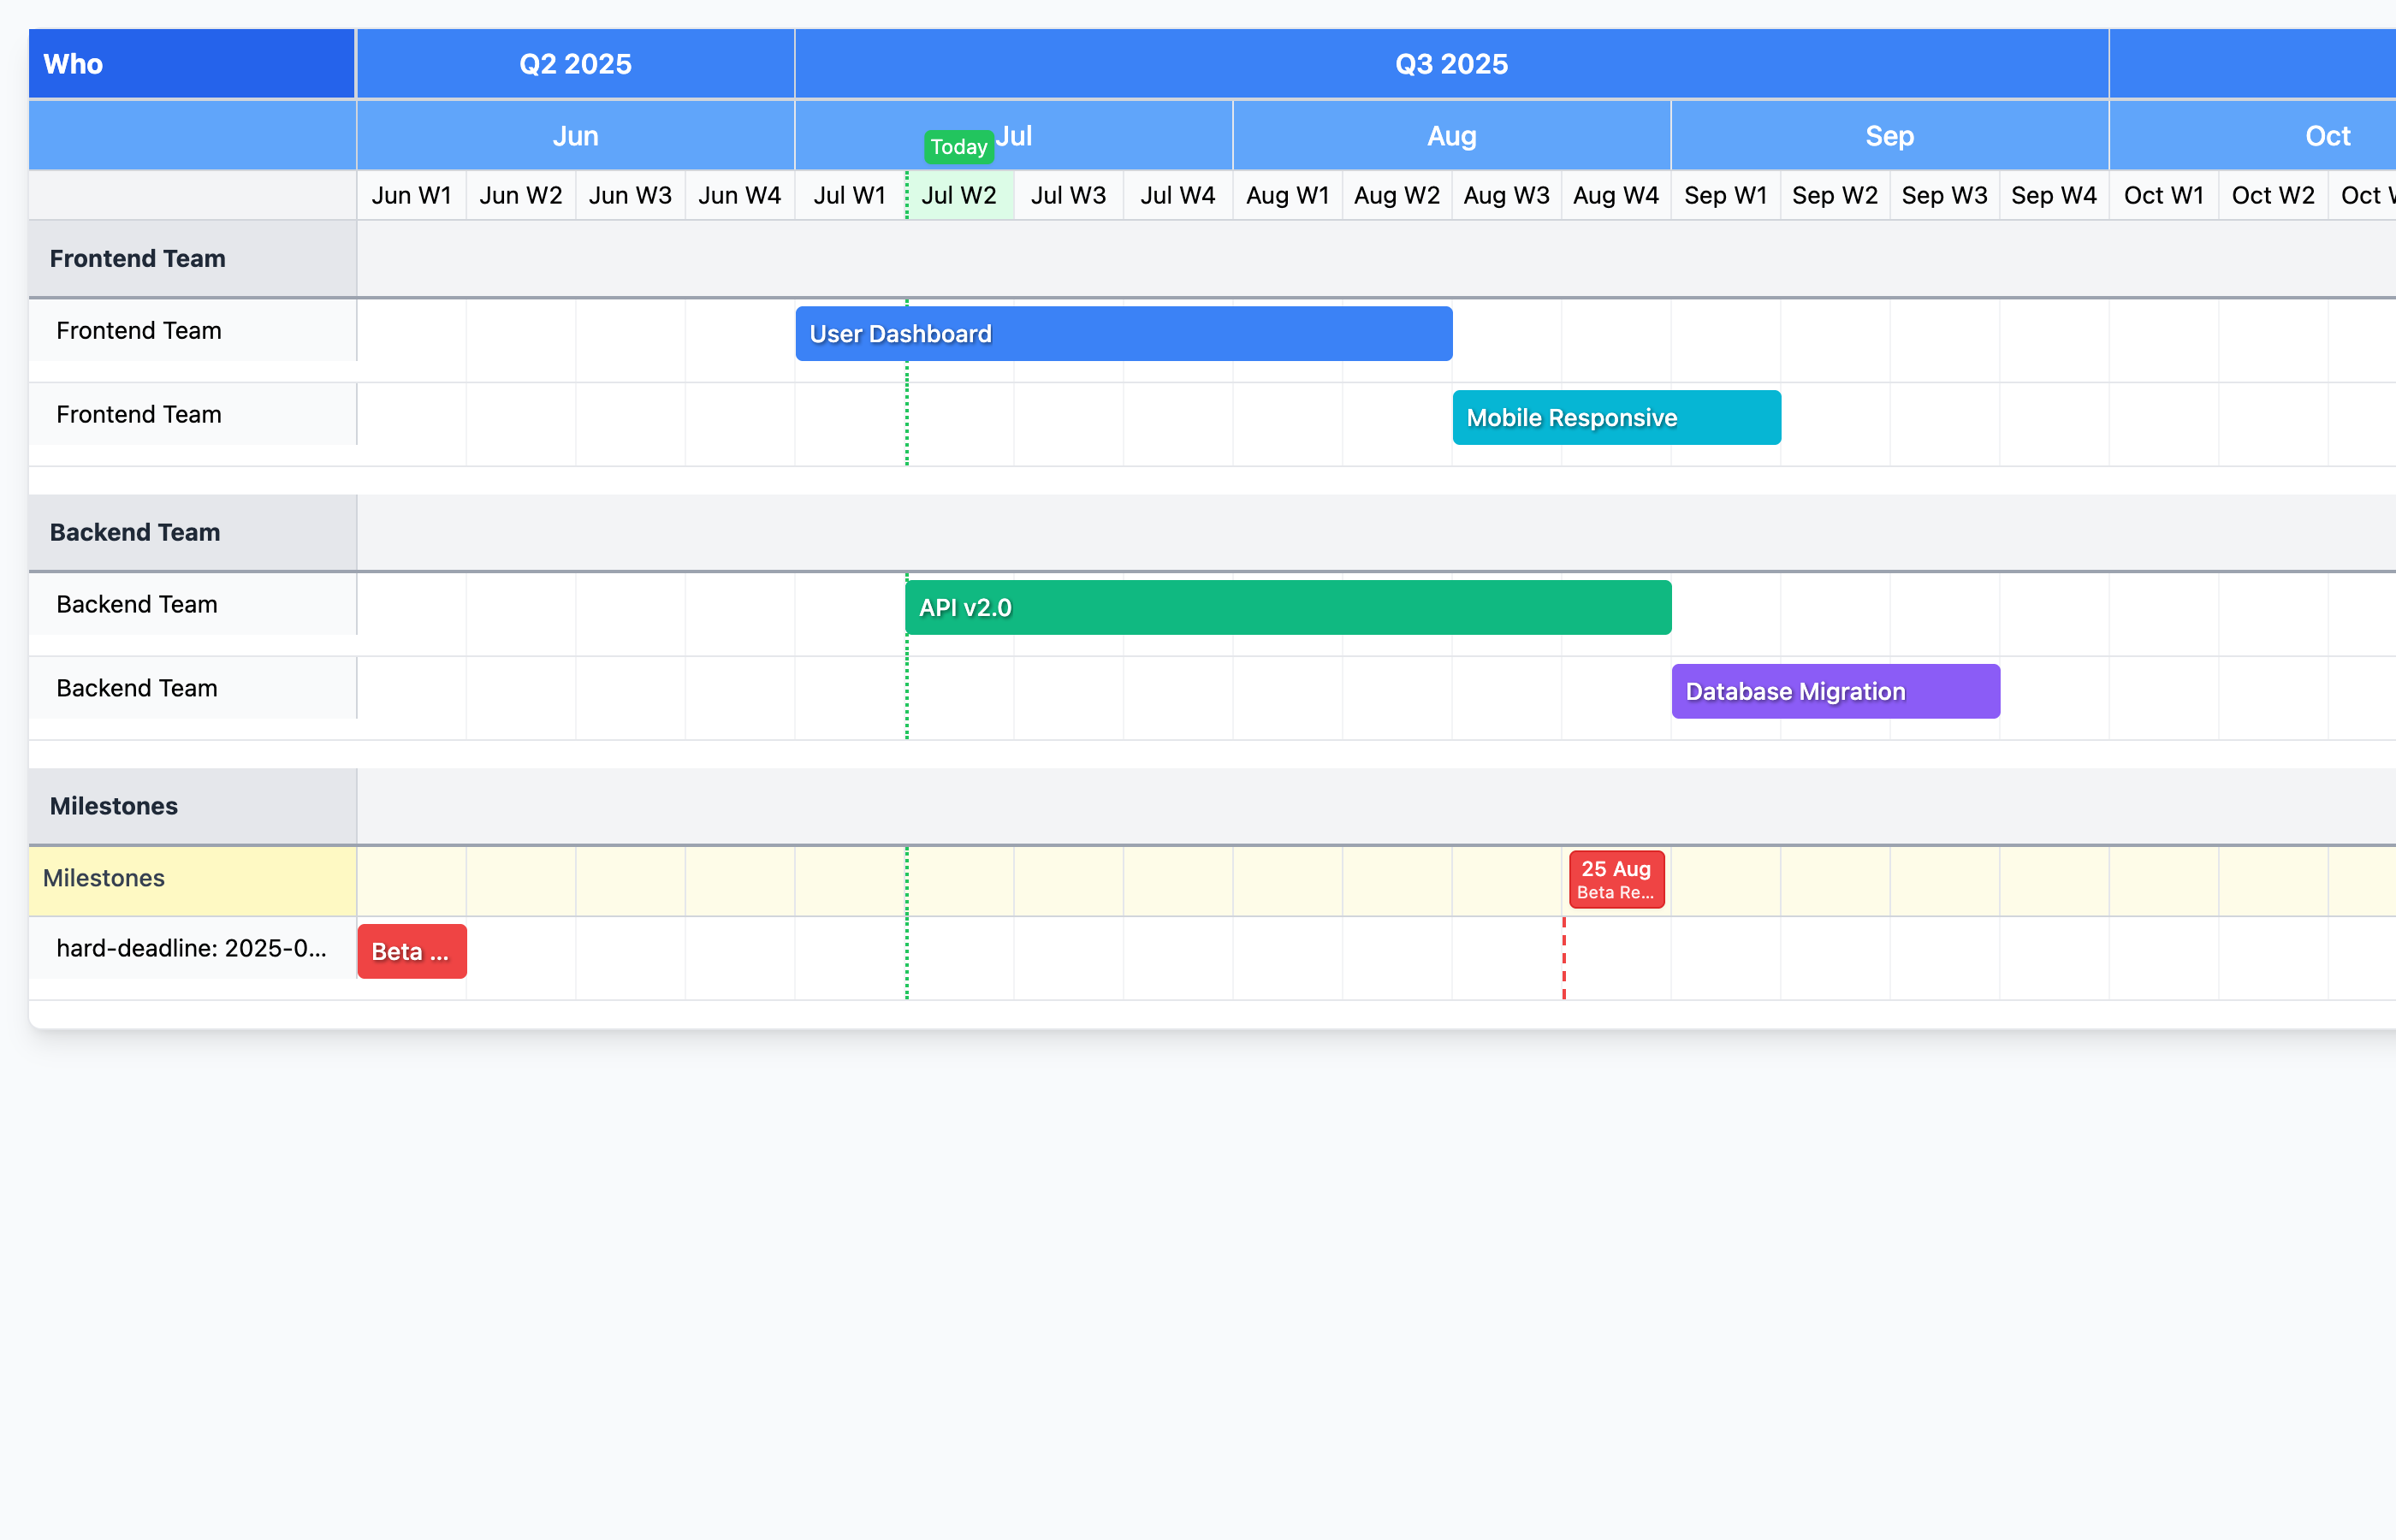 Who
Q2 2025
Q3 2025
Jun
Today
Jul
Aug
Sep
Oct
Jun W1
Jun W2
Jun W3
Jun W4
Jul W1
Jul W2
Jul W3
Jul W4
Aug W1
Aug W2
Aug W3
Aug W4
Sep W1
Sep W2
Sep W3
Sep W4
Oct W1
Oct W2
Oct
Frontend Team
Frontend Team
User Dashboard
Frontend Team
Mobile Responsive
Backend Team
Backend Team
API v2.0
Backend Team
Database Migration
Milestones
Milestones
25 Aug
Beta Re...
hard-deadline: 2025-0...
Beta ...